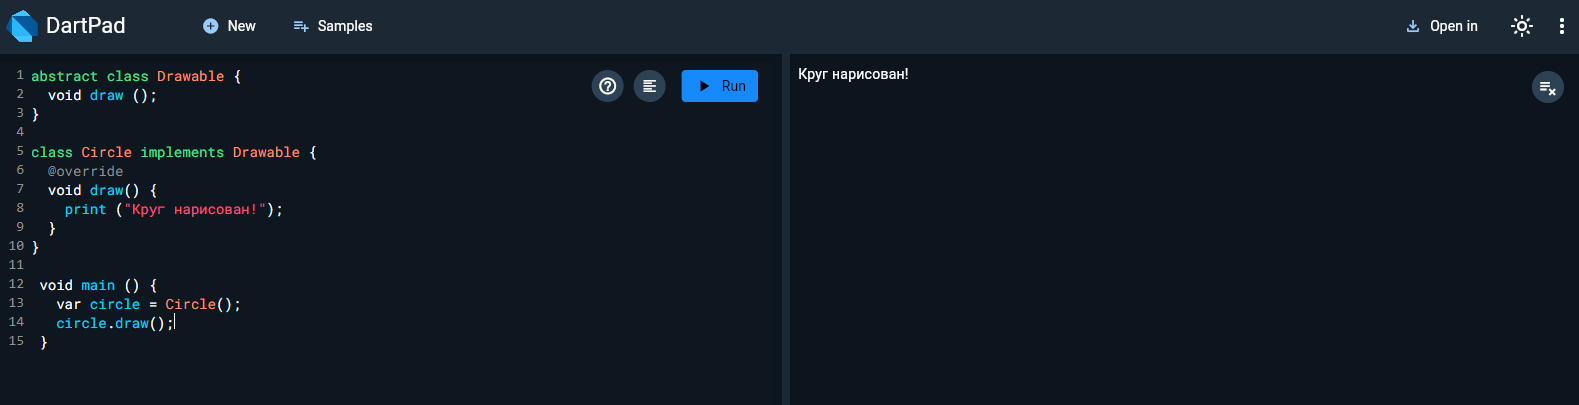 DartPad New Samples Open in
1 abstract class Drawable {
2 void draw ();
3 }
4
5 class Circle implements Drawable {
6 @override
7 void draw() {
8 print ("Круг нарисован!");
9 }
10 }
11
12 void main () {
13 var circle = Circle();
14 circle.draw();
15 }
Run
Круг нарисован!